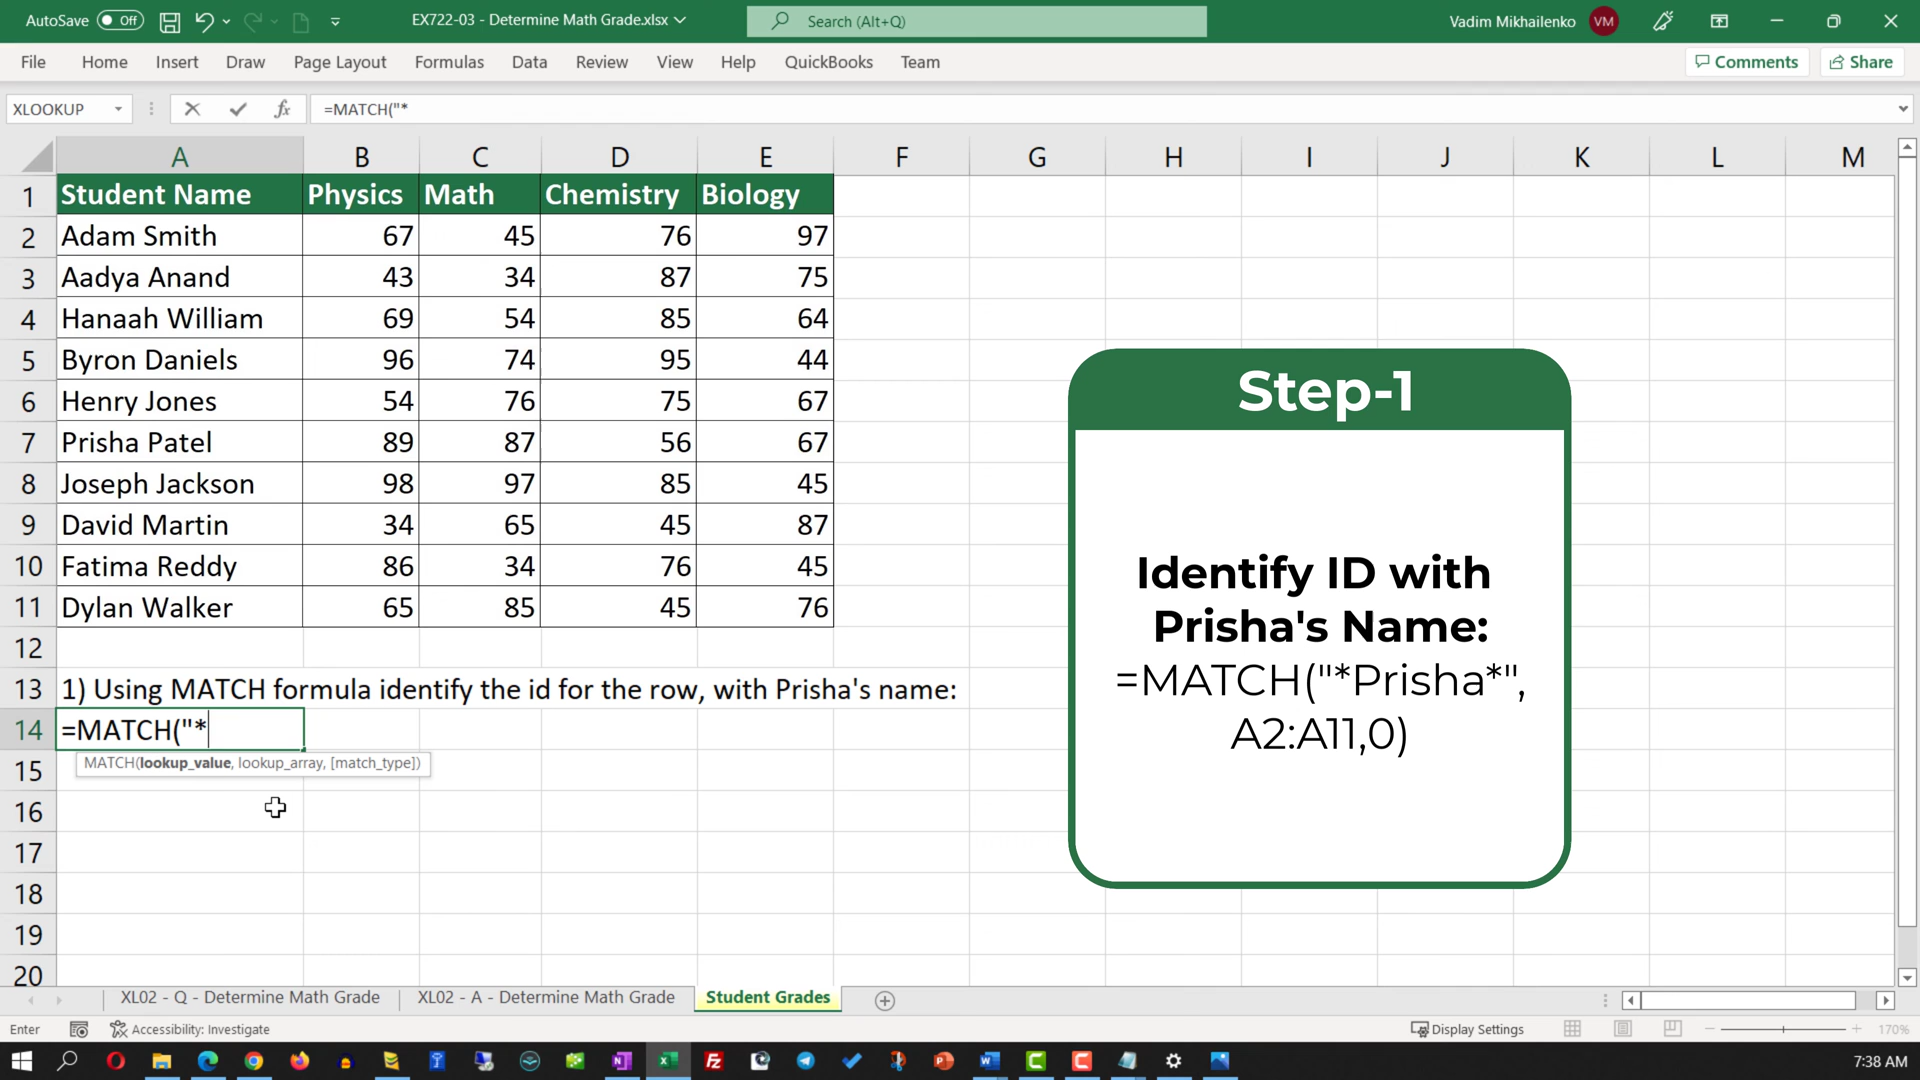 AutoSave Off EX722-03 - Determine Math Grade.xlsx Search (Alt+Q) Vadim Mikhailenko VM
File Home Insert Draw Page Layout Formulas Data Review View Help QuickBooks Team Comments Share
XLOOKUP fx =MATCH("*
A B C D E F G H I J K L M
1 Student Name Physics Math Chemistry Biology
2 Adam Smith 67 45 76 97
3 Aadya Anand 43 34 87 75
4 Hanaah William 69 54 85 64
5 Byron Daniels 96 74 95 44
6 Henry Jones 54 76 75 67
7 Prisha Patel 89 87 56 67
8 Joseph Jackson 98 97 85 45
9 David Martin 34 65 45 87
10 Fatima Reddy 86 34 76 45
11 Dylan Walker 65 85 45 76
12
13 1) Using MATCH formula identify the id for the row, with Prisha's name:
14 =MATCH("*
MATCH(lookup_value, lookup_array, [match_type])
15
16
17
18
19
20
Step-1
Identify ID with
Prisha's Name:
=MATCH("*Prisha*",
A2:A11,0)
XL02 - Q - Determine Math Grade XL02 - A - Determine Math Grade Student Grades
Enter Accessibility: Investigate Display Settings 170%
7:38 AM